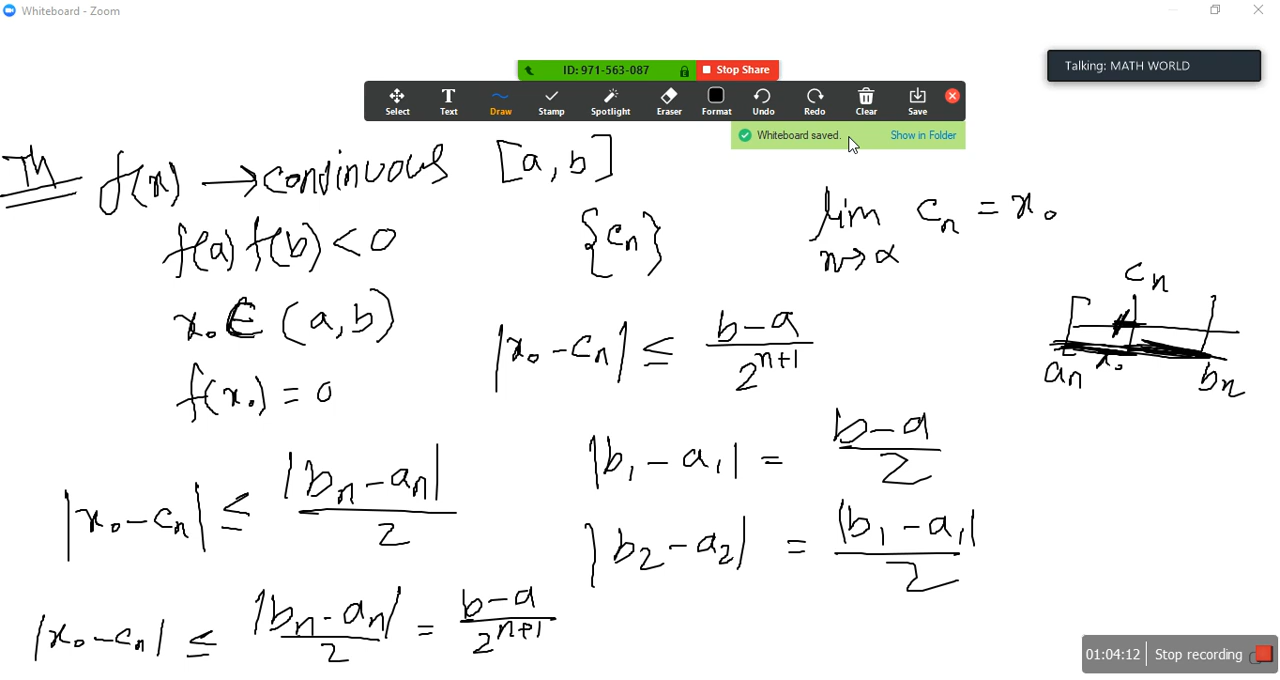 Whiteboard - Zoom
ID: 971-563-087 Stop Share
Talking: MATH WORLD
Select Text Draw Stamp Spotlight Eraser Format Undo Redo Clear Save
Whiteboard saved. Show in Folder
Th f(x) → continuous [a, b]
f(a) f(b) < 0 {cₙ} lim n→α cₙ = x₀
x₀ ∈ (a, b) |x₀ - cₙ| ≤ (b - a)/2ⁿ⁺¹
cₙ
aₙ x₀ bₙ
f(x₀) = 0
|x₀ - cₙ| ≤ |bₙ - aₙ|/2
|b₁ - a₁| = (b - a)/2
|b₂ - a₂| = |b₁ - a₁|/2
|x₀ - cₙ| ≤ |bₙ - aₙ|/2 = (b - a)/2ⁿ⁺¹
01:04:12 Stop recording